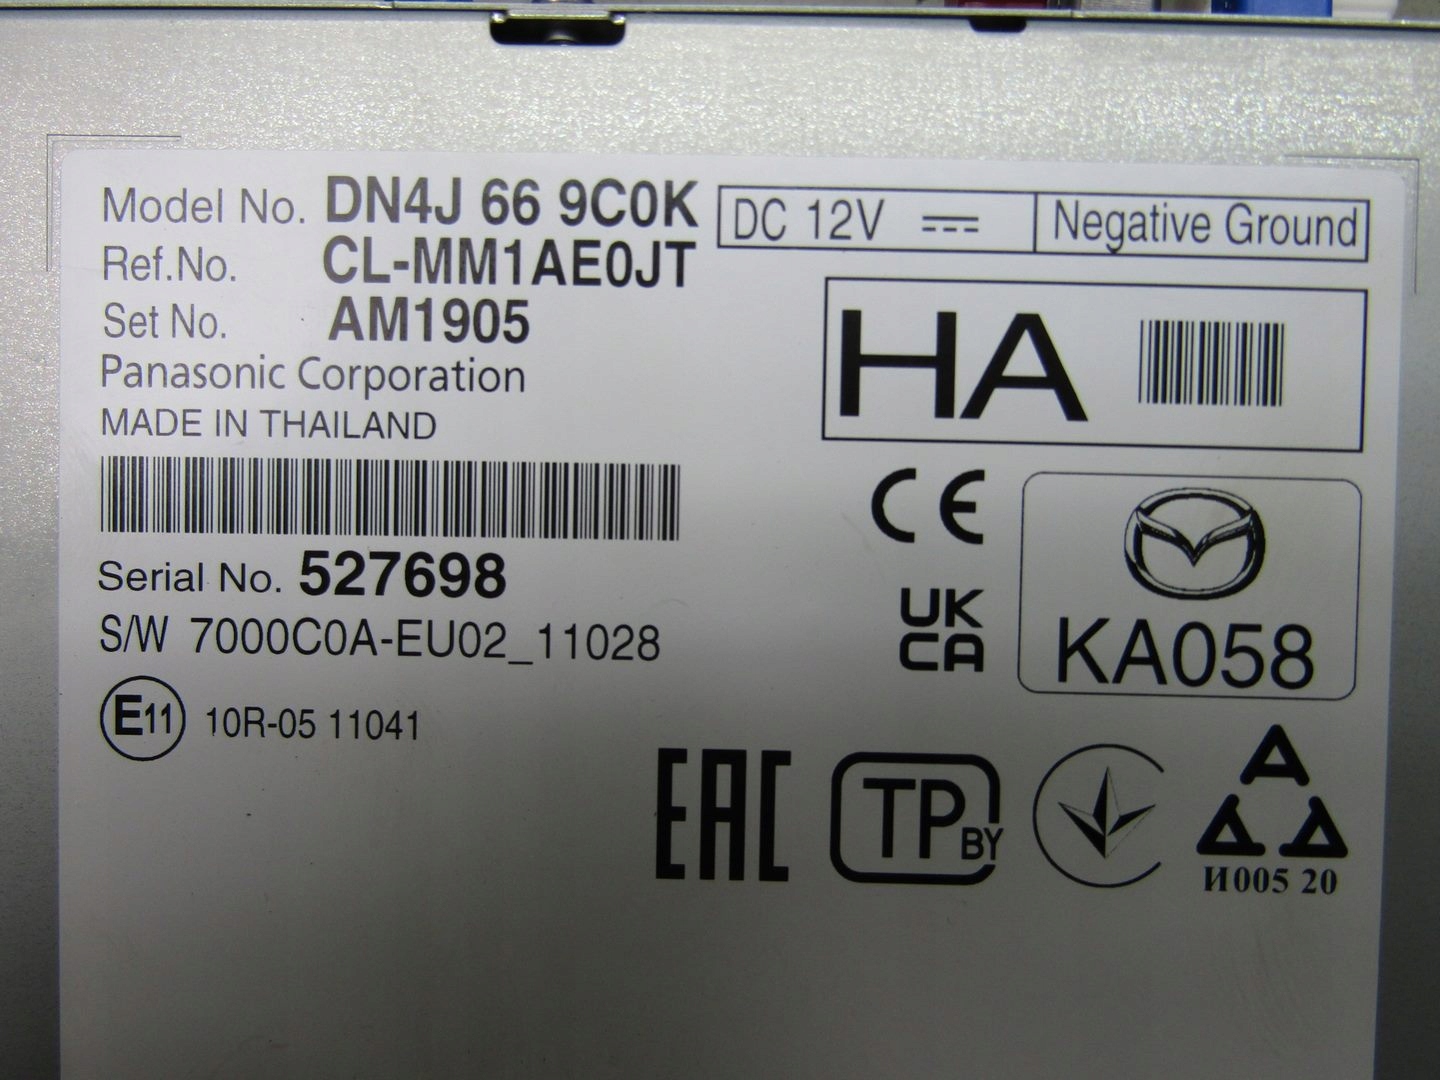 Model No. DN4J 66 9C0K
Ref.No. CL-MM1AE0JT
Set No. AM1905
Panasonic Corporation
MADE IN THAILAND
Serial No. 527698
S/W 7000C0A-EU02_11028
E11 10R-05 11041
DC 12V
Negative Ground
HA
CE
UK
CA
KA058
EAC
TP BY
И005 20